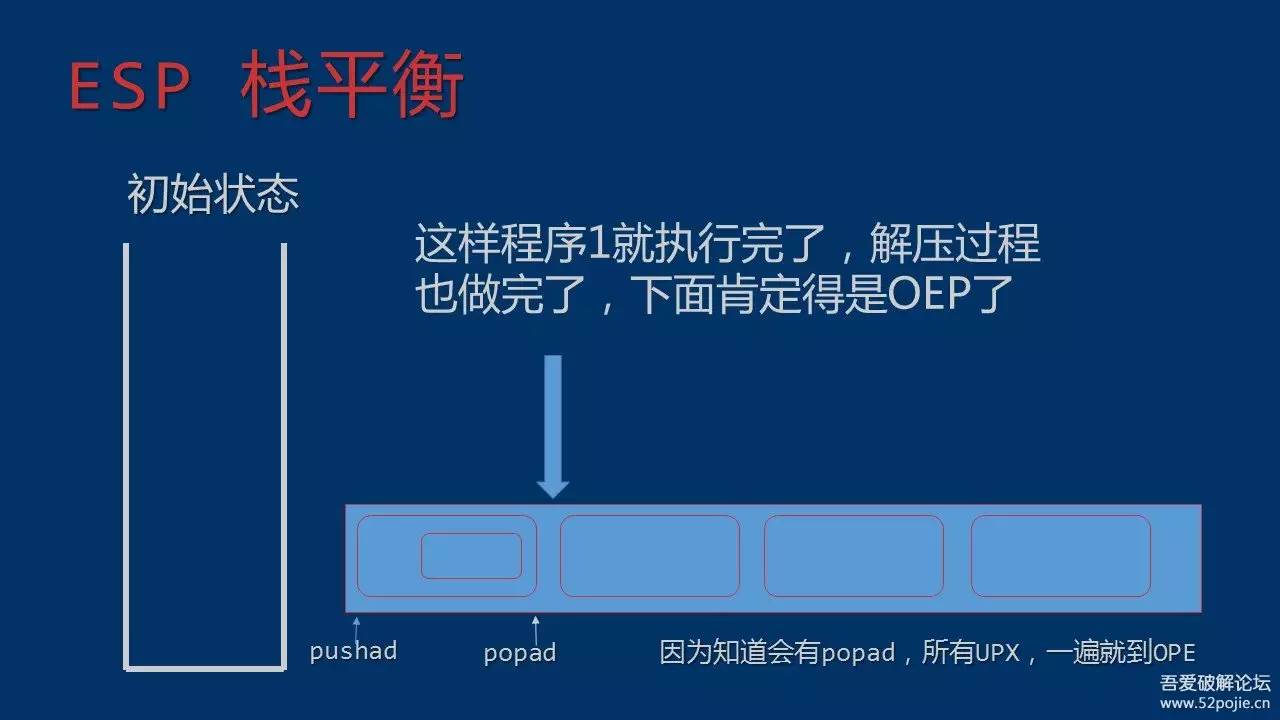 ESP 栈平衡
初始状态
这样程序1就执行完了，解压过程
也做完了，下面肯定得是OEP了
pushad
popad
因为知道会有popad，所有UPX，一遍就到OPE
吾爱破解论坛
www.52pojie.cn